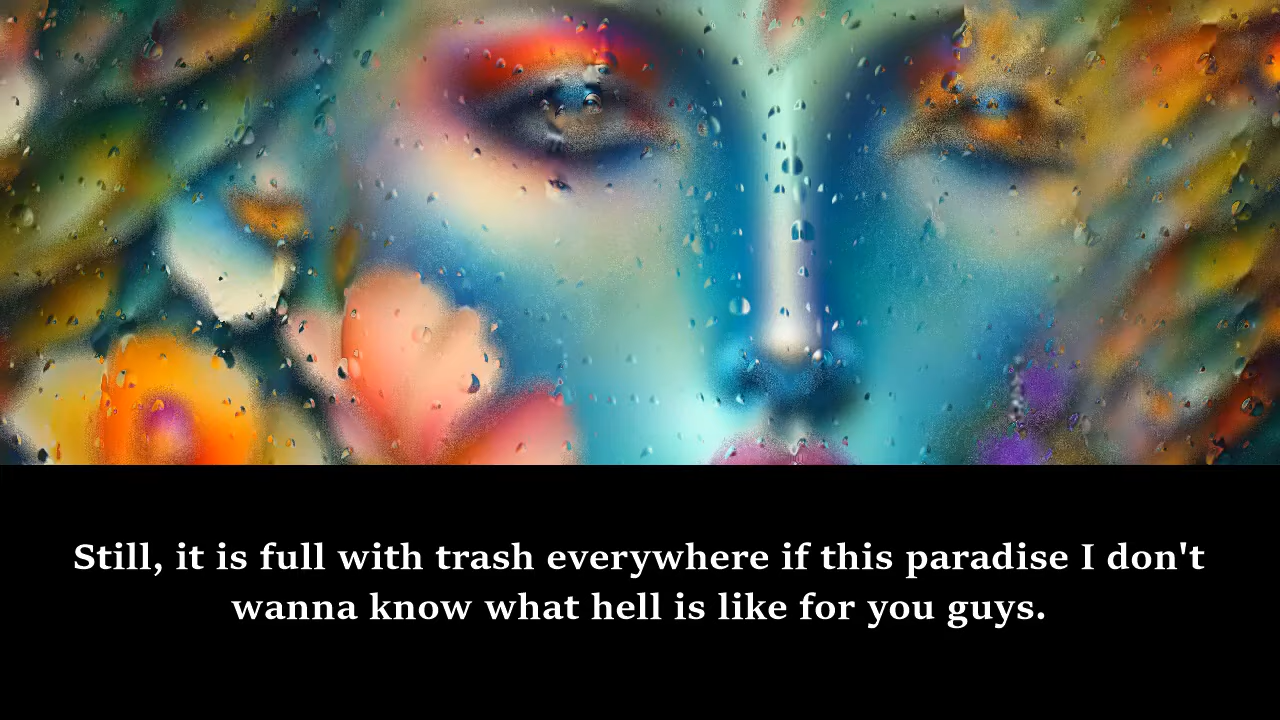 Still, it is full with trash everywhere if this paradise I don't
wanna know what hell is like for you guys.